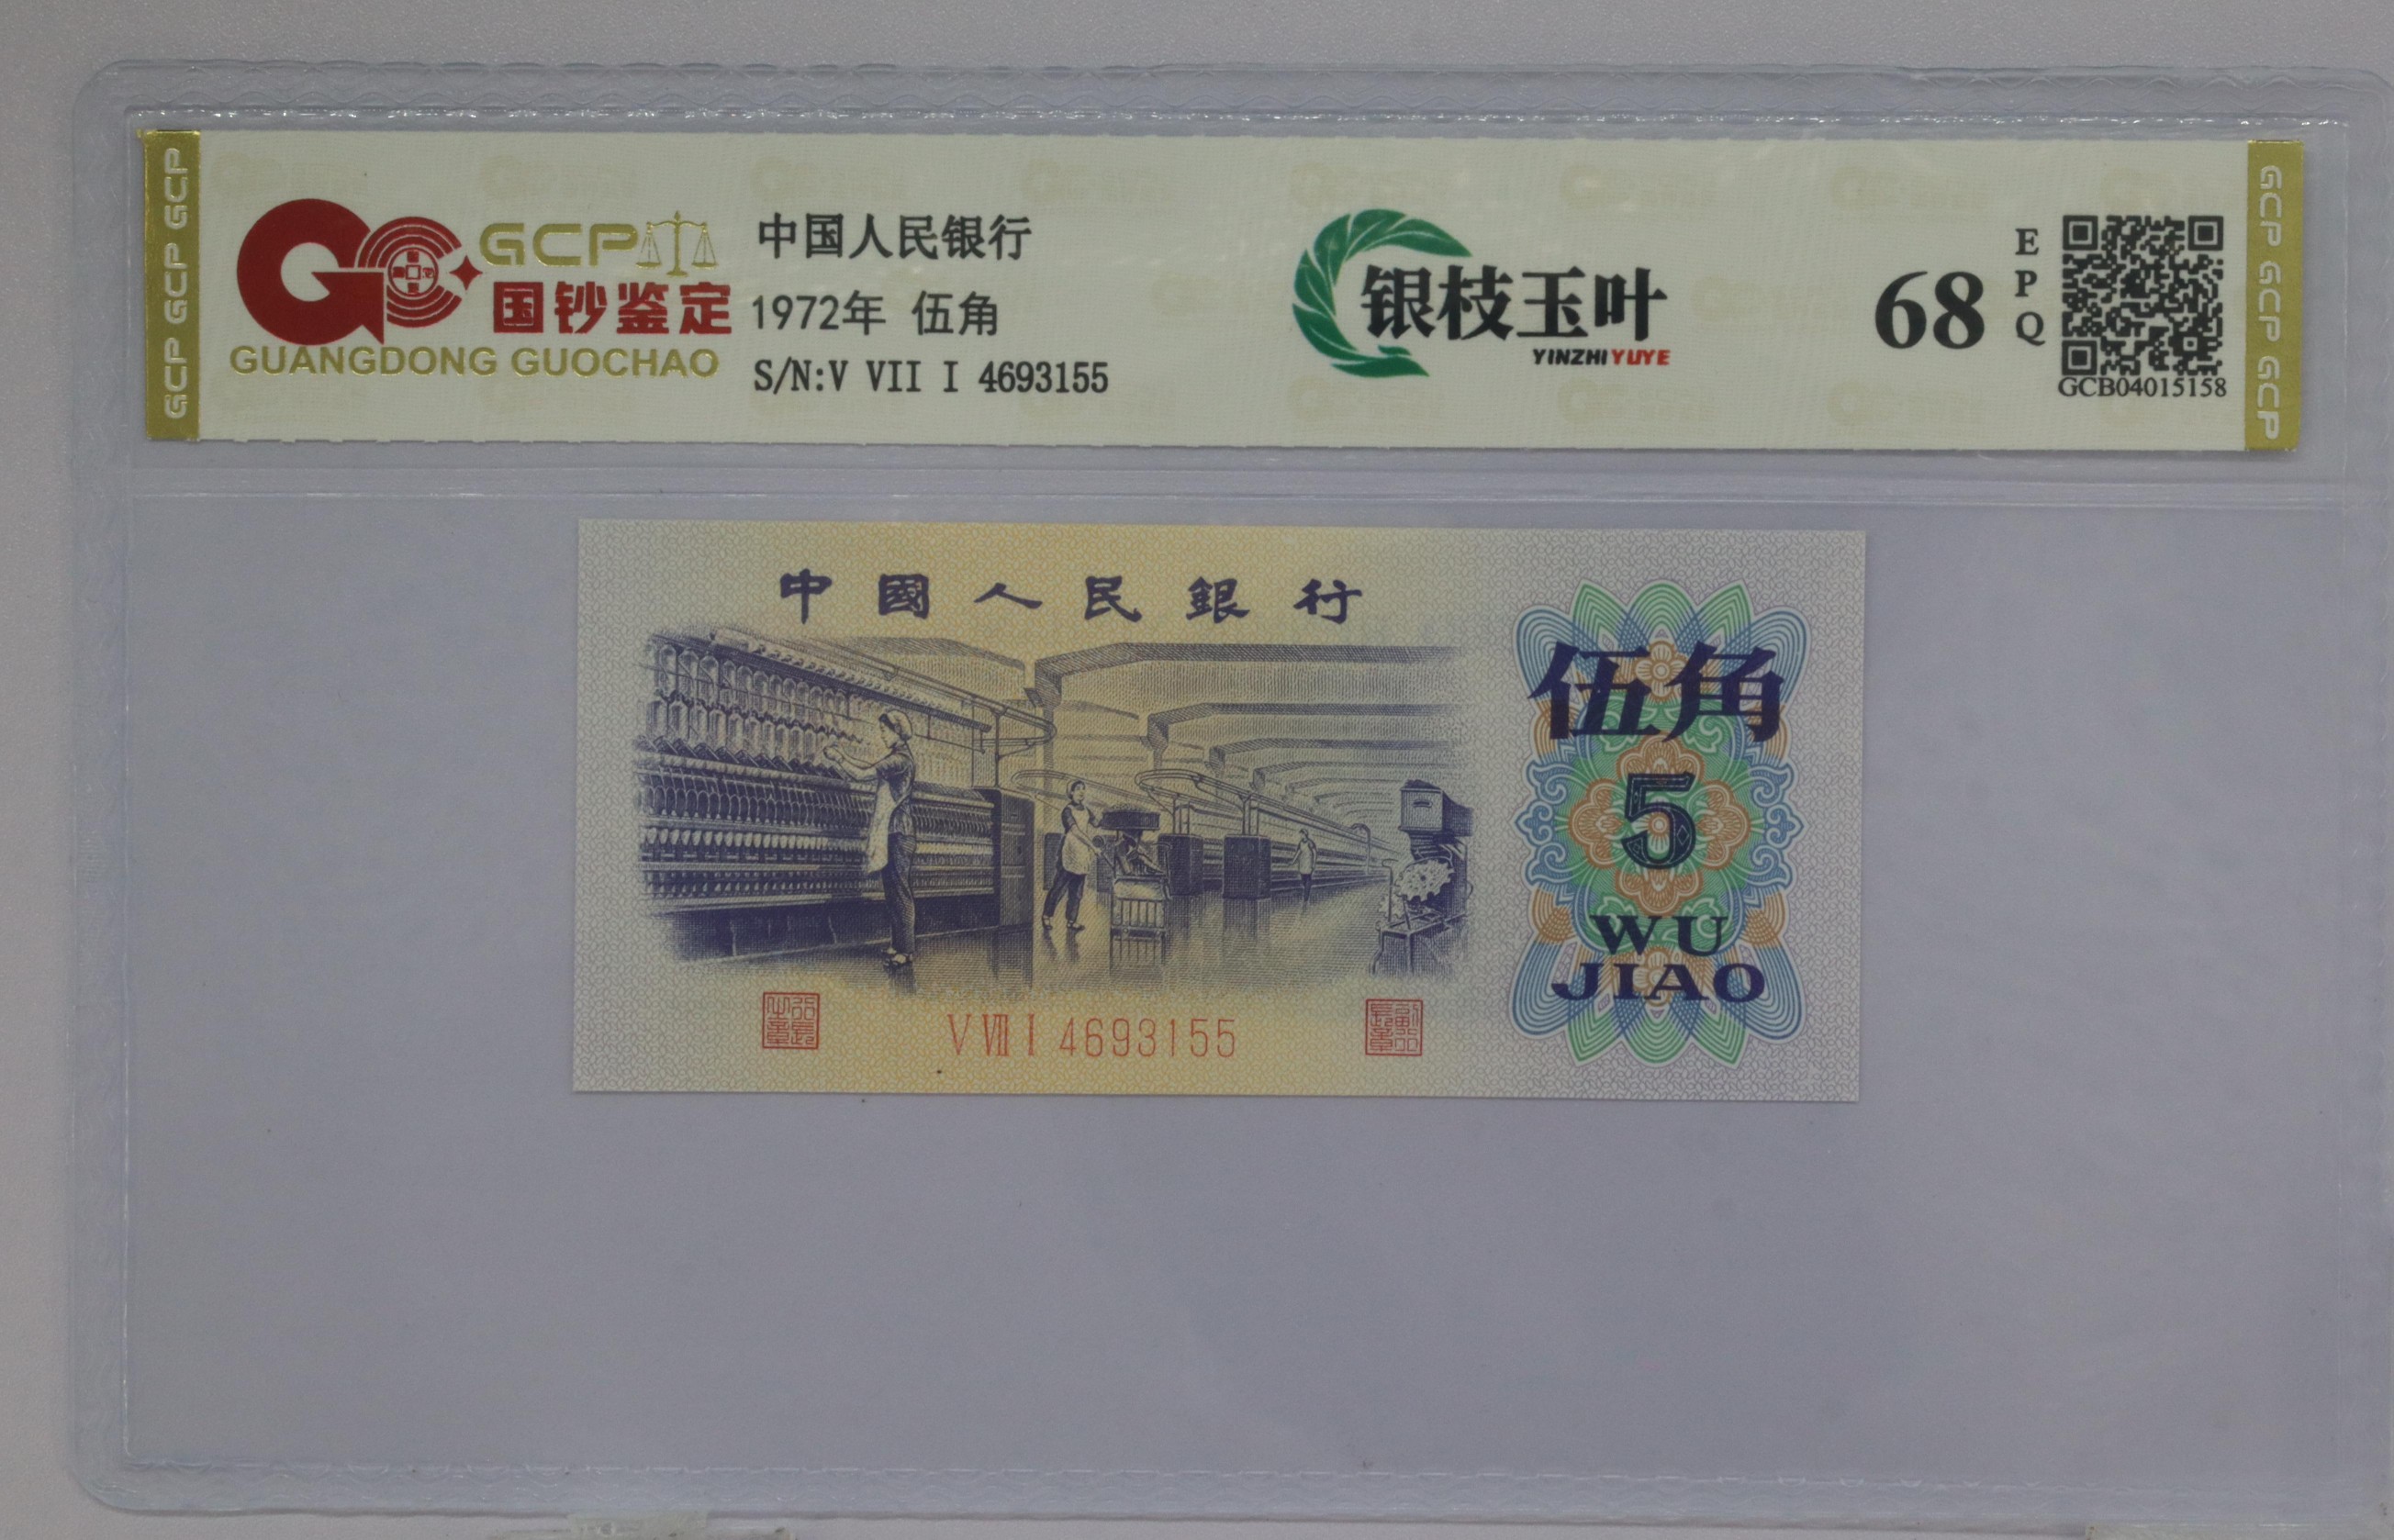 GCP GCP GCP
GCP
国钞鉴定
GUANGDONG GUOCHAO
中国人民银行
1972年 伍角
S/N:V VII I 4693155
银枝玉叶
YINZHIYUYE
68
EPQ
GCB04015158
GCP GCP GCP
中國人民銀行
伍角
5
WU
JIAO
V VII I 4693155